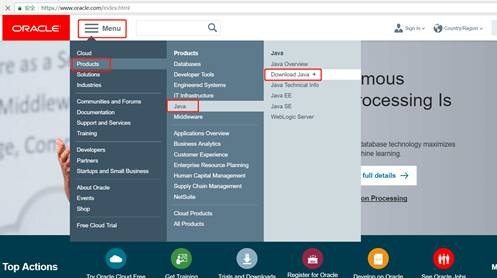 安全 | https://www.oracle.com/index.html
ORACLE
Menu
Sign In
Country/Region
Cloud
Products
Solutions
Industries
Communities and Forums
Documentation
Support and Services
Training
Developers
Partners
Startups and Small Business
About Oracle
Events
Shop
Free Cloud Trial
Products
Databases
Developer Tools
Engineered Systems
IT Infrastructure
Java
Middleware
Applications Overview
Business Analytics
Customer Experience
Enterprise Resource Planning
Human Capital Management
Supply Chain Management
NetSuite
Cloud Products
All Products
Java
Java Overview
Download Java +
Java Technical Info
Java EE
Java SE
WebLogic Server
as a Se
Middlew
mous
rocessing Is
database technology maximizes
hine learning.
full details →
on Processing
Top Actions
Try Oracle Cloud Free
Get Training
Trials and Downloads
Register for Oracle
Develop on Oracle
See Oracle Jobs
M